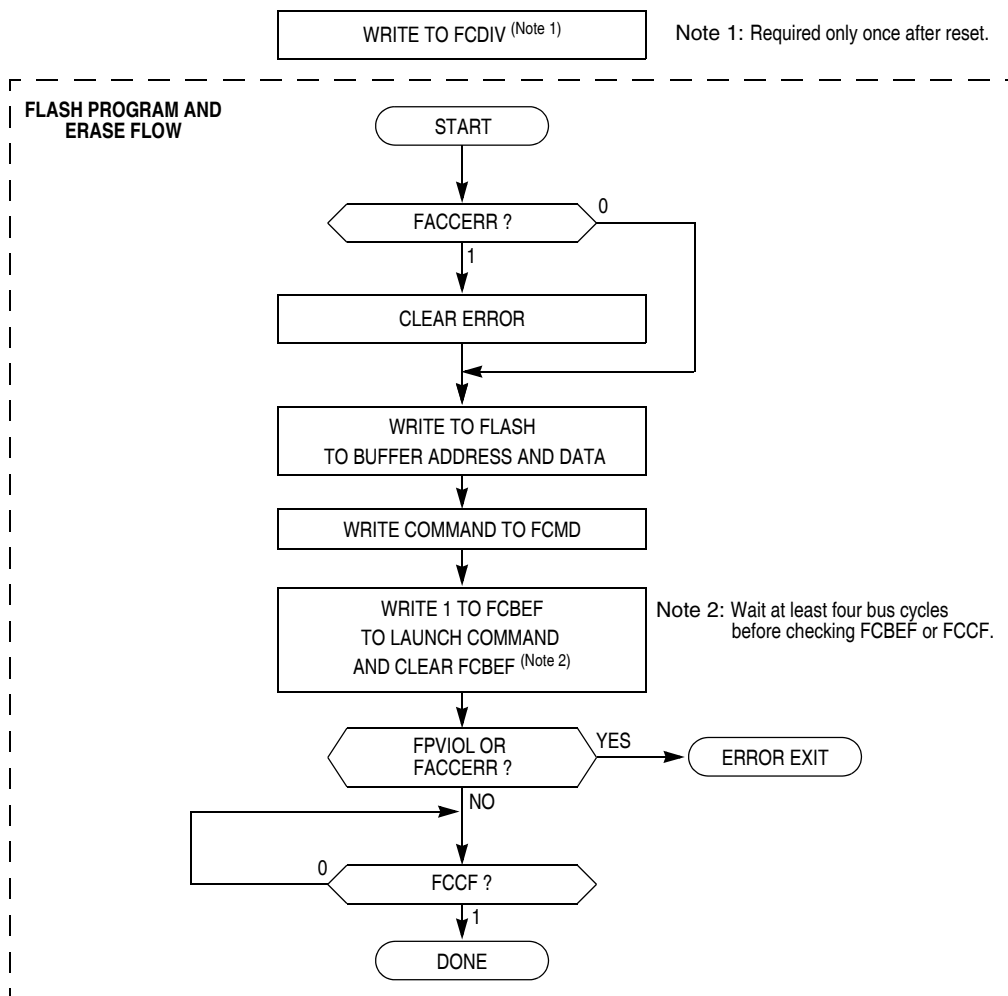 WRITE TO FCDIV (Note 1)
Note 1: Required only once after reset.
FLASH PROGRAM AND
ERASE FLOW
START
FACCERR ?
0
1
CLEAR ERROR
WRITE TO FLASH
TO BUFFER ADDRESS AND DATA
WRITE COMMAND TO FCMD
WRITE 1 TO FCBEF
TO LAUNCH COMMAND
AND CLEAR FCBEF (Note 2)
Note 2: Wait at least four bus cycles
before checking FCBEF or FCCF.
FPVIOL OR
FACCERR ?
YES
ERROR EXIT
NO
0
FCCF ?
1
DONE